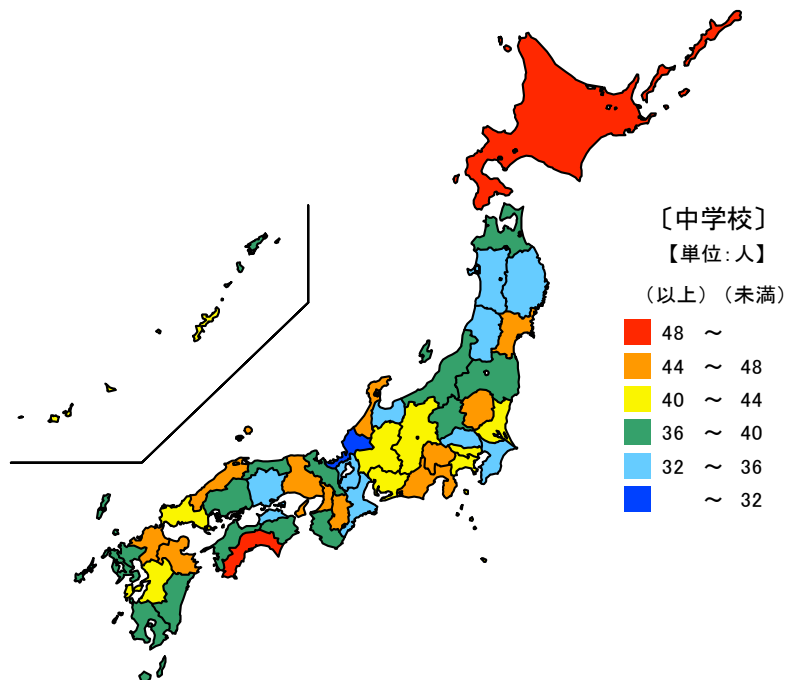 〔中学校〕
【単位：人】
（以上）（未満）
48 ～
44 ～ 48
40 ～ 44
36 ～ 40
32 ～ 36
～ 32